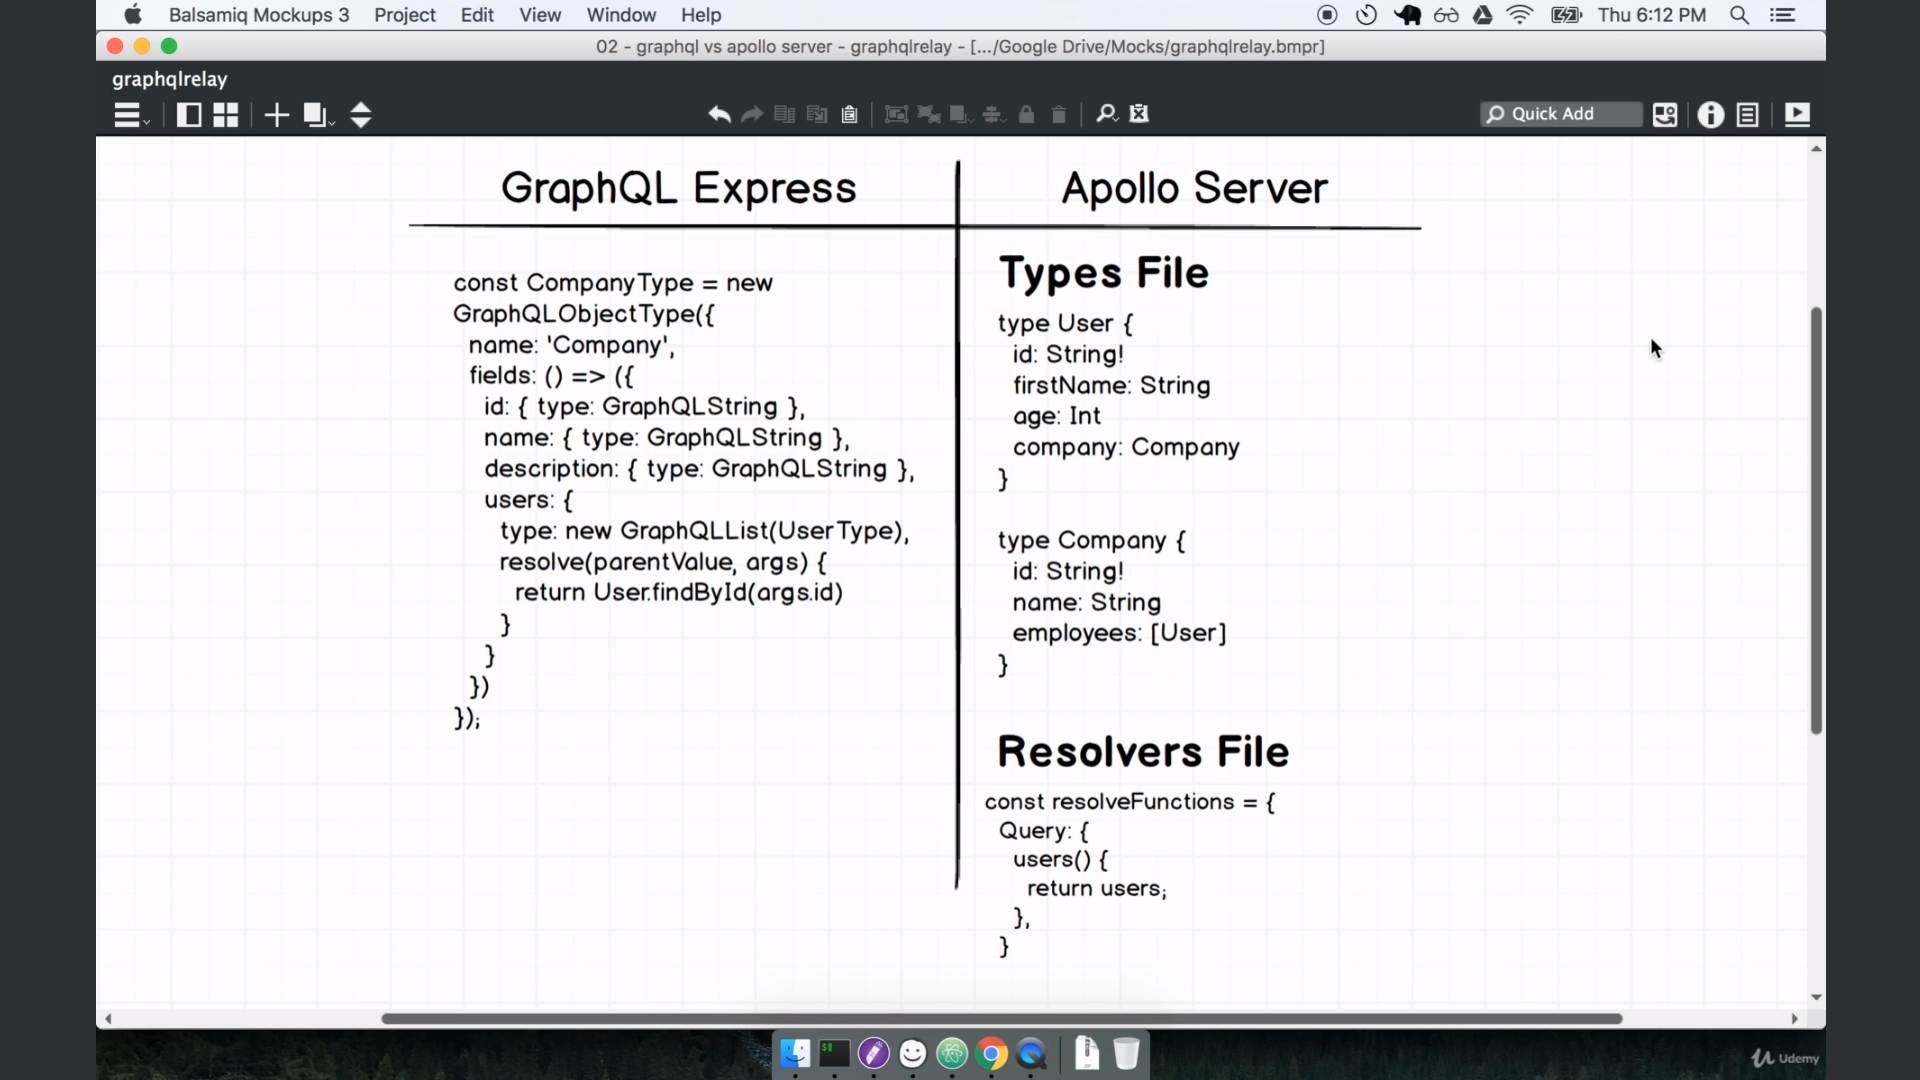 Balsamiq Mockups 3 Project Edit View Window Help Thu 6:12 PM
02 - graphql vs apollo server - graphqlrelay - [.../Google Drive/Mocks/graphqlrelay.bmpr]
graphqlrelay
Quick Add
GraphQL Express
const CompanyType = new
GraphQLObjectType({
name: 'Company',
fields: () => ({
id: { type: GraphQLString },
name: { type: GraphQLString },
description: { type: GraphQLString },
users: {
type: new GraphQLList(UserType),
resolve(parentValue, args) {
return User.findById(args.id)
}
}
})
});
Apollo Server
Types File
type User {
id: String!
firstName: String
age: Int
company: Company
}
type Company {
id: String!
name: String
employees: [User]
}
Resolvers File
const resolveFunctions = {
Query: {
users() {
return users;
},
}
Udemy